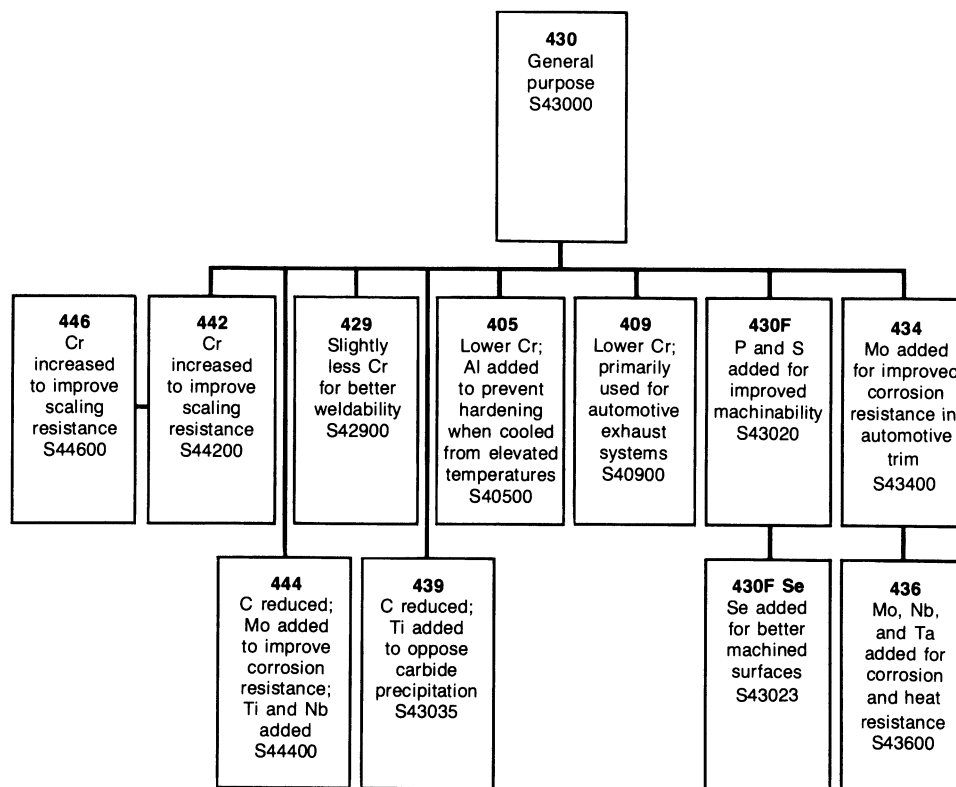 430
General
purpose
S43000
446
Cr
increased
to improve
scaling
resistance
S44600
442
Cr
increased
to improve
scaling
resistance
S44200
429
Slightly
less Cr
for better
weldability
S42900
405
Lower Cr;
Al added
to prevent
hardening
when cooled
from elevated
temperatures
S40500
409
Lower Cr;
primarily
used for
automotive
exhaust
systems
S40900
430F
P and S
added for
improved
machinability
S43020
434
Mo added
for improved
corrosion
resistance in
automotive
trim
S43400
444
C reduced;
Mo added
to improve
corrosion
resistance;
Ti and Nb
added
S44400
439
C reduced;
Ti added
to oppose
carbide
precipitation
S43035
430F Se
Se added
for better
machined
surfaces
S43023
436
Mo, Nb,
and Ta
added for
corrosion
and heat
resistance
S43600